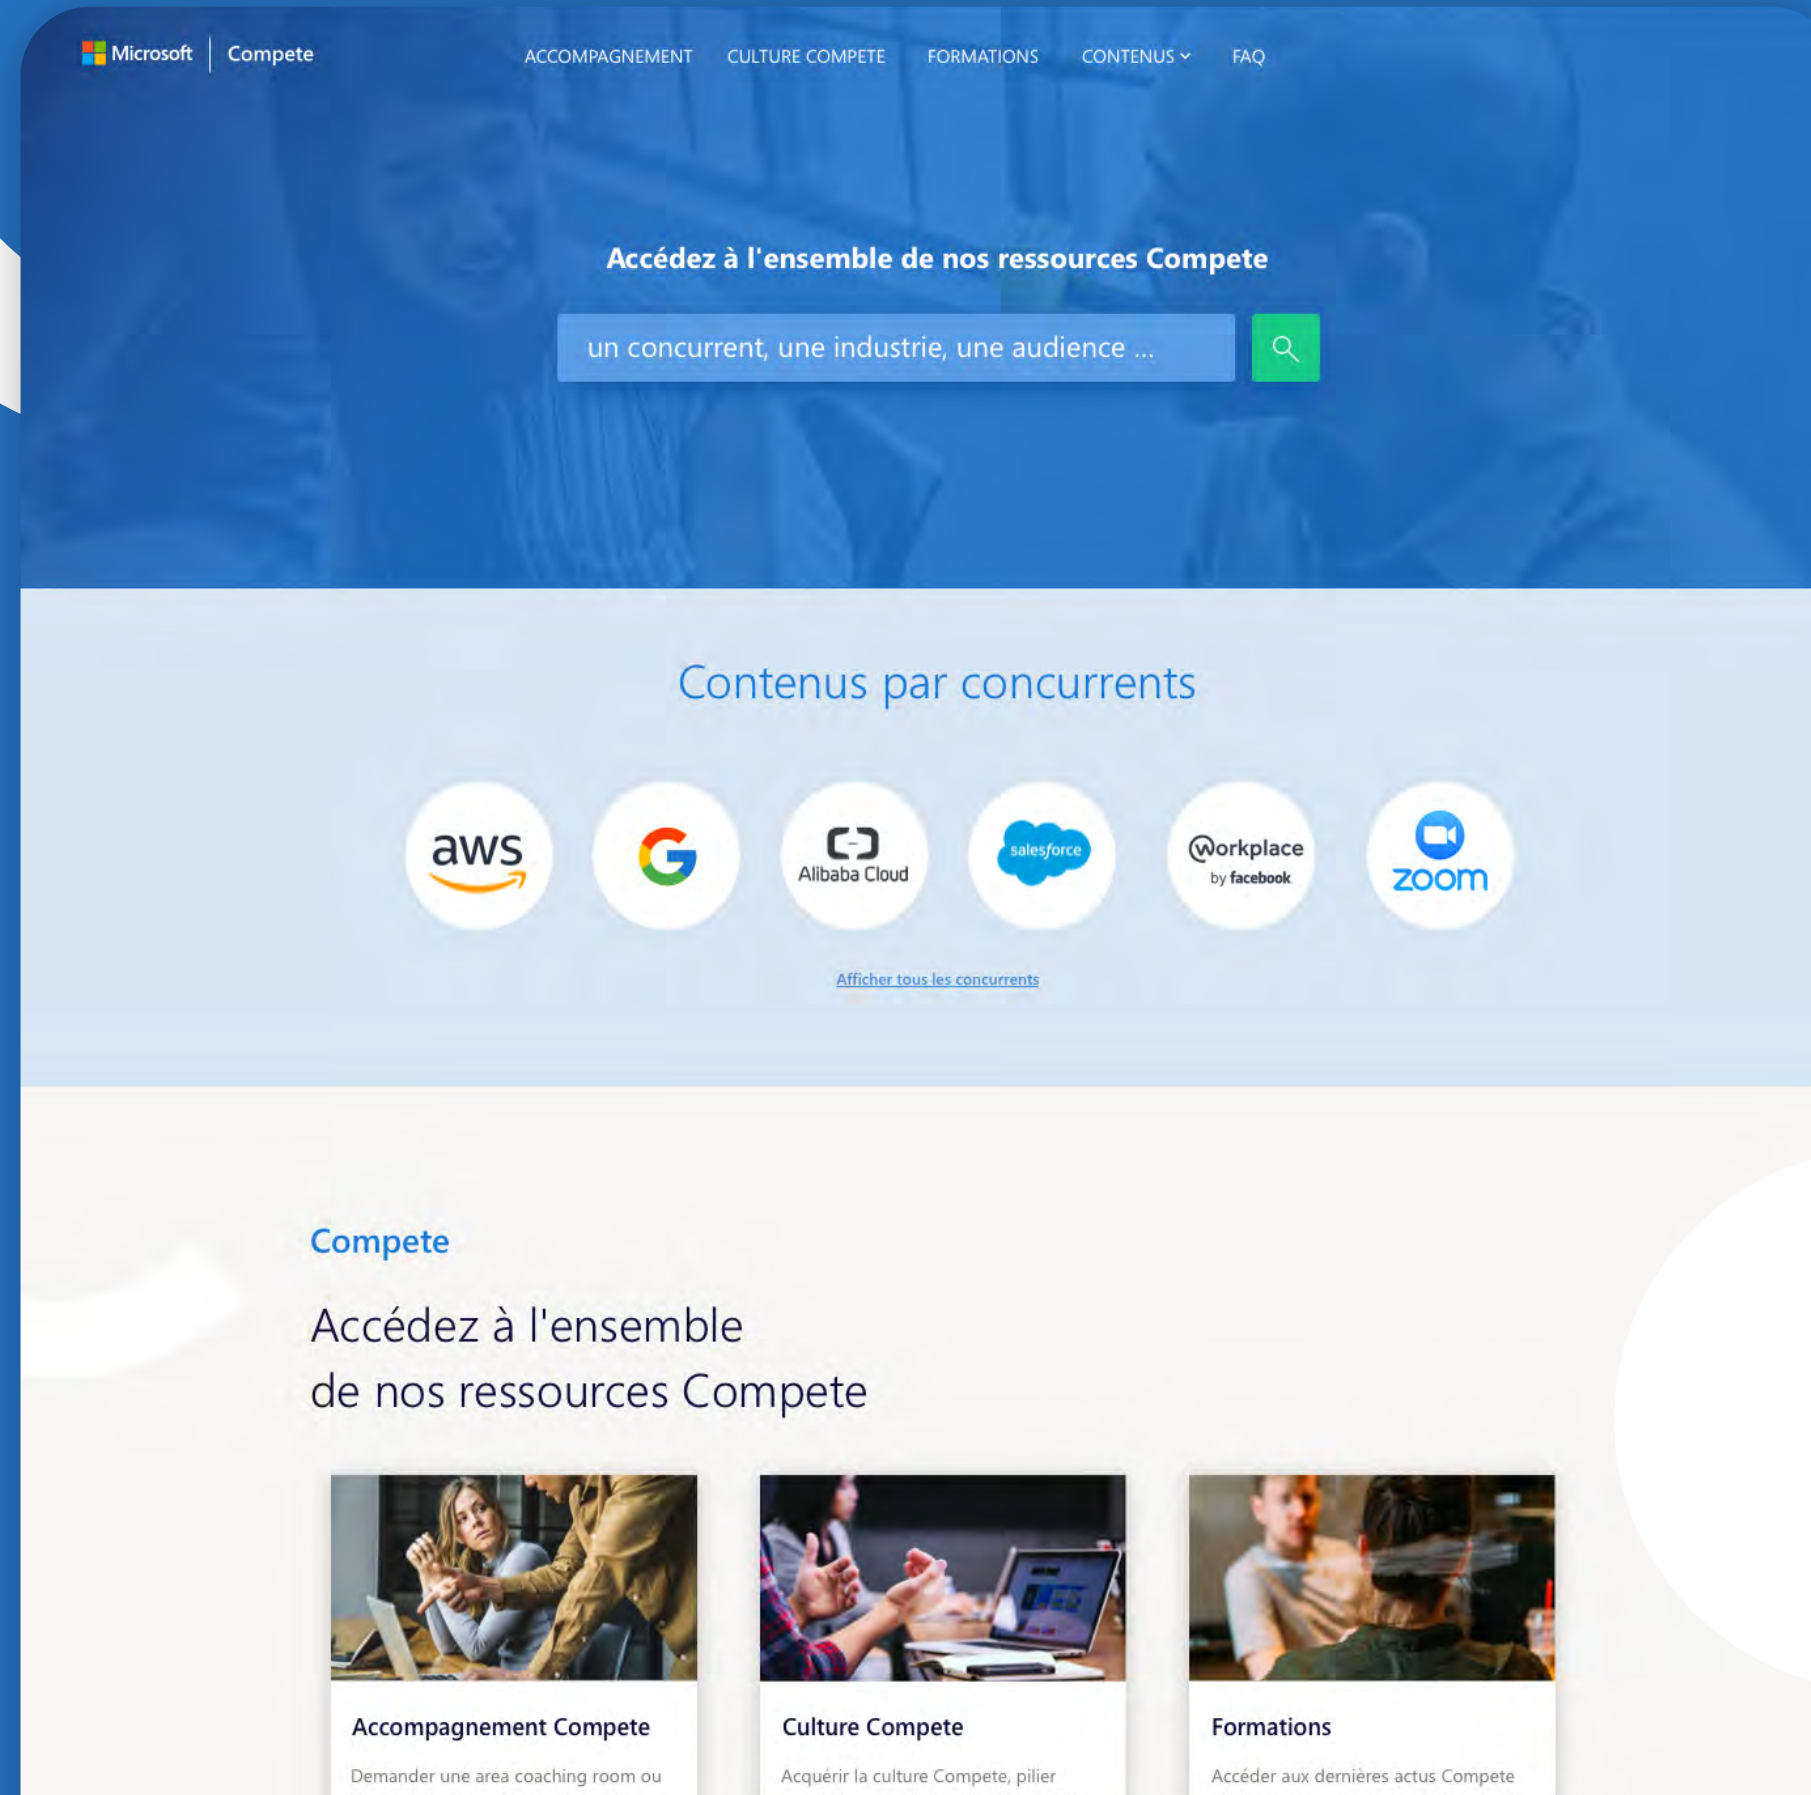 Microsoft | Compete
ACCOMPAGNEMENT CULTURE COMPETE FORMATIONS CONTENUS FAQ
Accédez à l'ensemble de nos ressources Compete
un concurrent, une industrie, une audience ...
Contenus par concurrents
aws
G
Alibaba Cloud
salesforce
Workplace
by facebook
zoom
Afficher tous les concurrents
Compete
Accédez à l'ensemble
de nos ressources Compete
Accompagnement Compete
Demander une area coaching room ou
Culture Compete
Acquérir la culture Compete, pilier
Formations
Accéder aux dernières actus Compete